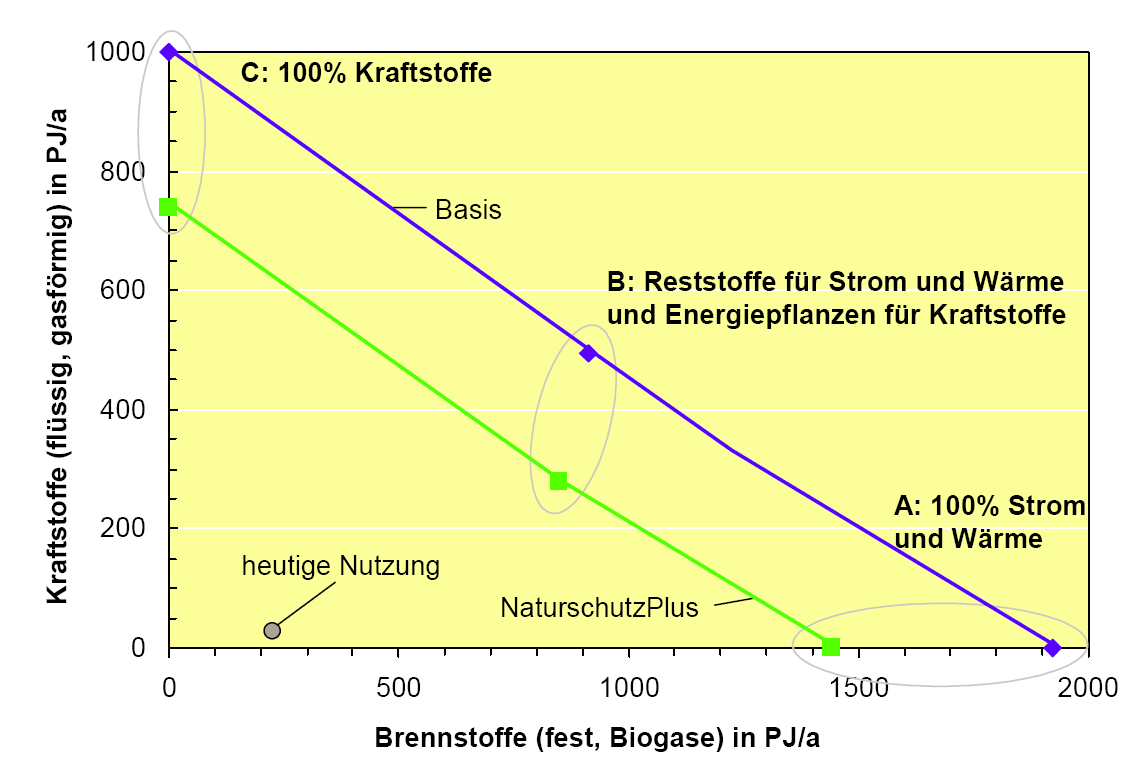 1000
C: 100% Kraftstoffe
800
Basis
B: Reststoffe für Strom und Wärme
und Energiepflanzen für Kraftstoffe
600
400
A: 100% Strom
und Wärme
200
heutige Nutzung
NaturschutzPlus
0
0
500
1000
1500
2000
Kraftstoffe (flüssig, gasförmig) in PJ/a
Brennstoffe (fest, Biogase) in PJ/a